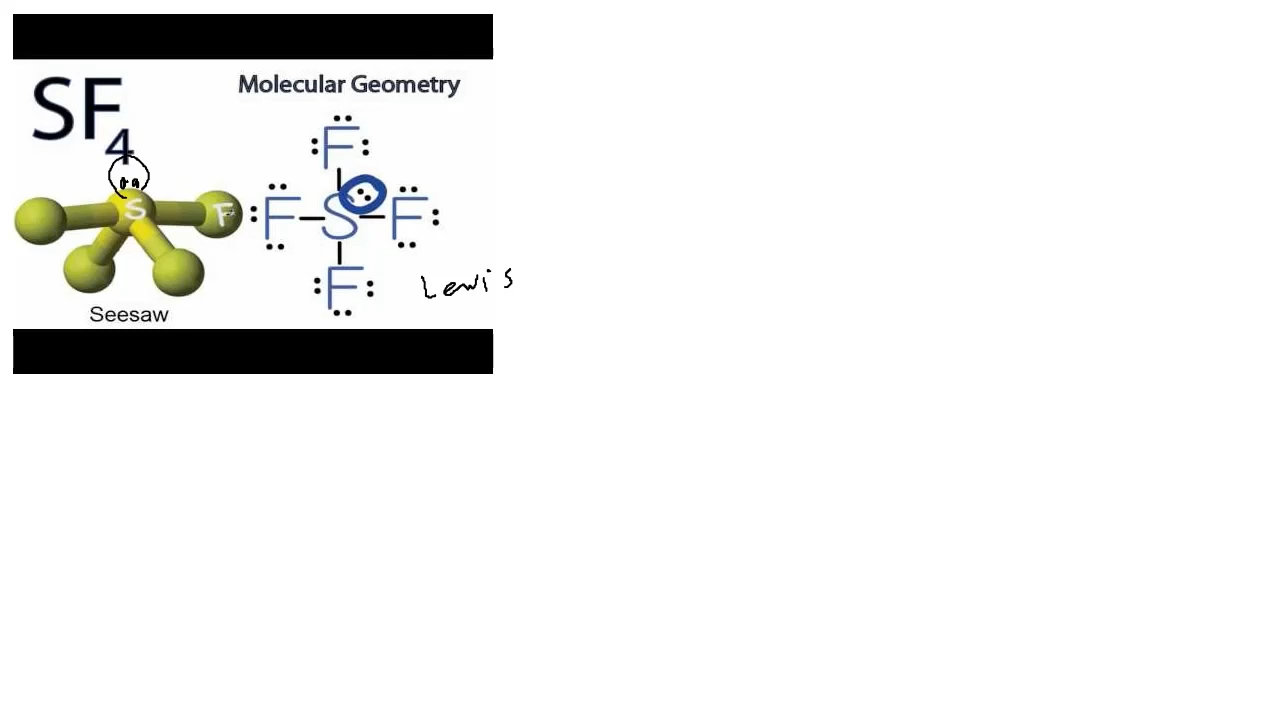 SF4
Molecular Geometry
F
S F
F S F
F
Lewis
Seesaw